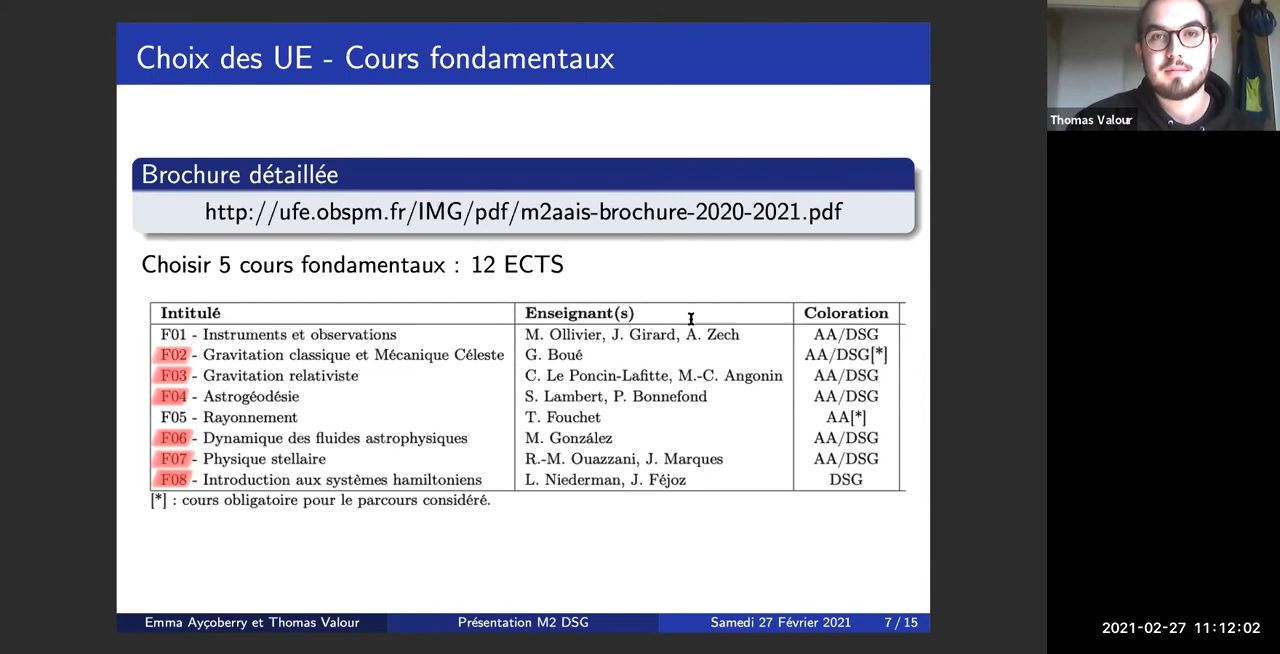 Choix des UE - Cours fondamentaux
Brochure détaillée
http://ufe.obspm.fr/IMG/pdf/m2aais-brochure-2020-2021.pdf
Choisir 5 cours fondamentaux : 12 ECTS
Intitulé Enseignant(s) Coloration
F01 - Instruments et observations M. Ollivier, J. Girard, A. Zech AA/DSG
F02 - Gravitation classique et Mécanique Céleste G. Boué AA/DSG[*]
F03 - Gravitation relativiste C. Le Poncin-Lafitte, M.-C. Angonin AA/DSG
F04 - Astrogéodésie S. Lambert, P. Bonnefond AA/DSG
F05 - Rayonnement T. Fouchet AA[*]
F06 - Dynamique des fluides astrophysiques M. González AA/DSG
F07 - Physique stellaire R.-M. Ouazzani, J. Marques AA/DSG
F08 - Introduction aux systèmes hamiltoniens L. Niederman, J. Féjoz DSG
[*] : cours obligatoire pour le parcours considéré.
Emma Ayçoberry et Thomas Valour Présentation M2 DSG Samedi 27 Février 2021 7 / 15
Thomas Valour
2021-02-27 11:12:02